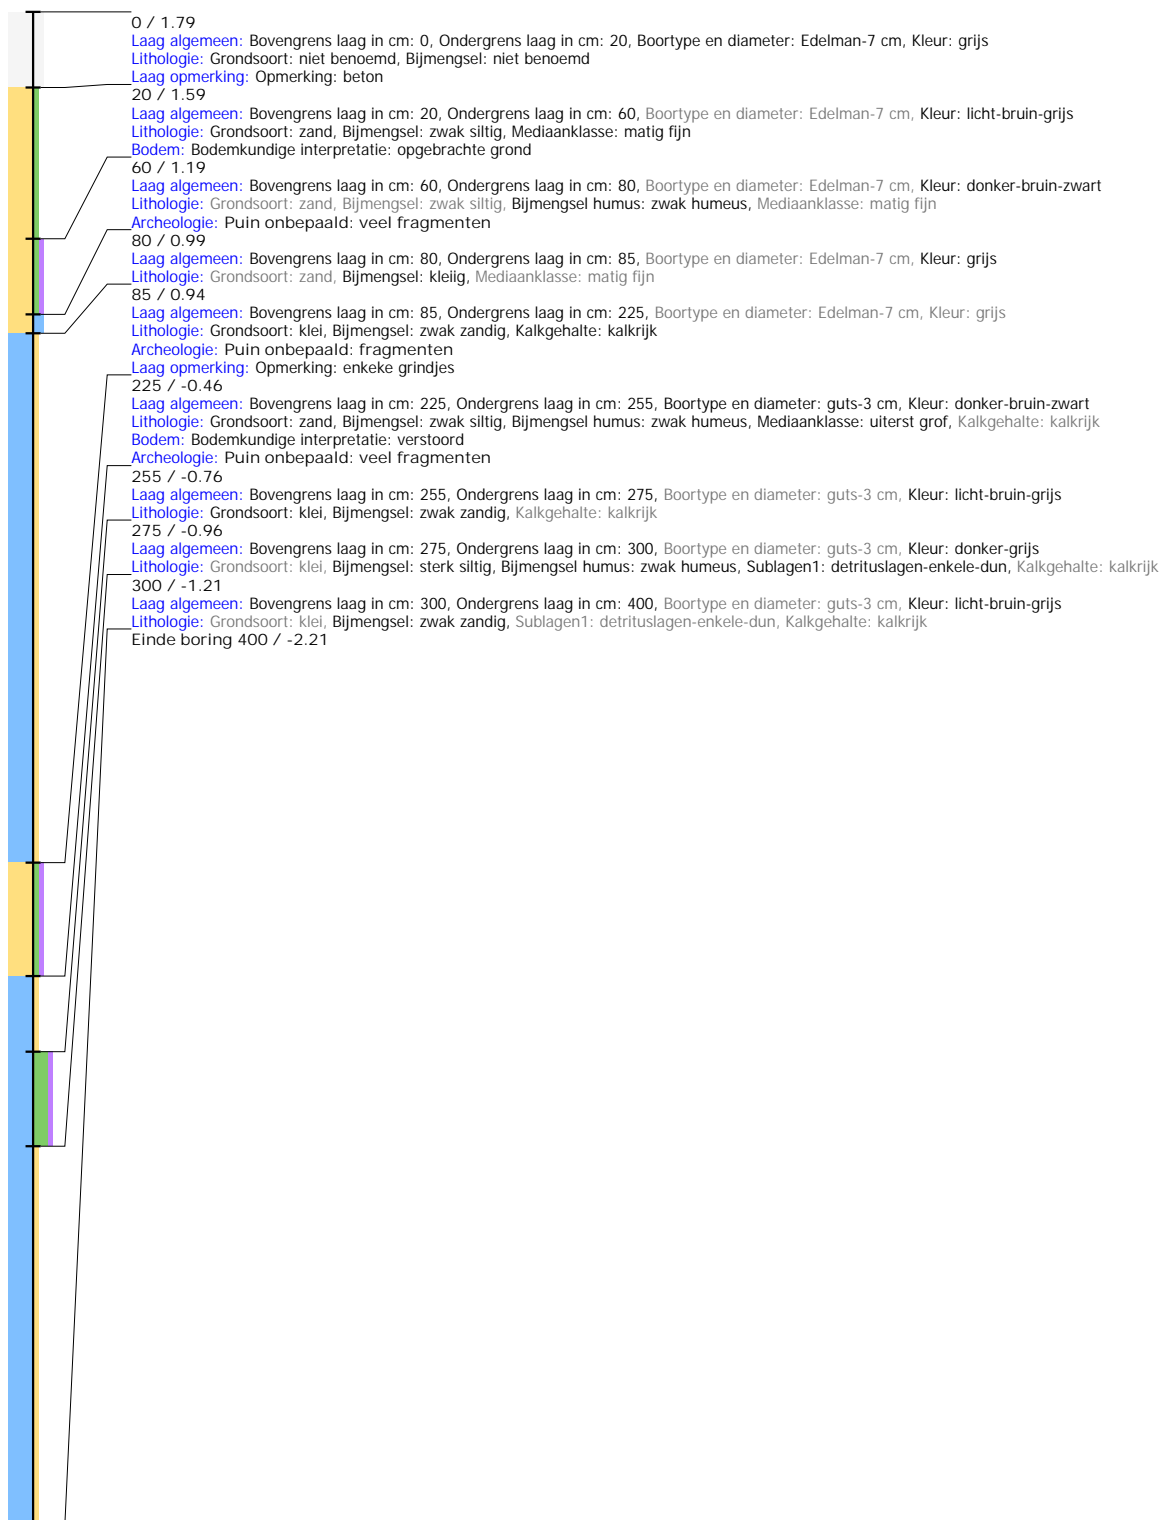 0 / 1.79
Laag algemeen: Bovengrens laag in cm: 0, Ondergrens laag in cm: 20, Boortype en diameter: Edelman-7 cm, Kleur: grijs
Lithologie: Grondsoort: niet benoemd, Bijmengsel: niet benoemd
Laag opmerking: Opmerking: beton
20 / 1.59
Laag algemeen: Bovengrens laag in cm: 20, Ondergrens laag in cm: 60, Boortype en diameter: Edelman-7 cm, Kleur: licht-bruin-grijs
Lithologie: Grondsoort: zand, Bijmengsel: zwak siltig, Mediaanklasse: matig fijn
Bodem: Bodemkundige interpretatie: opgebrachte grond
60 / 1.19
Laag algemeen: Bovengrens laag in cm: 60, Ondergrens laag in cm: 80, Boortype en diameter: Edelman-7 cm, Kleur: donker-bruin-zwart
Lithologie: Grondsoort: zand, Bijmengsel: zwak siltig, Bijmengsel humus: zwak humeus, Mediaanklasse: matig fijn
Archeologie: Puin onbepaald: veel fragmenten
80 / 0.99
Laag algemeen: Bovengrens laag in cm: 80, Ondergrens laag in cm: 85, Boortype en diameter: Edelman-7 cm, Kleur: grijs
Lithologie: Grondsoort: zand, Bijmengsel: kleiig, Mediaanklasse: matig fijn
85 / 0.94
Laag algemeen: Bovengrens laag in cm: 85, Ondergrens laag in cm: 225, Boortype en diameter: Edelman-7 cm, Kleur: grijs
Lithologie: Grondsoort: klei, Bijmengsel: zwak zandig, Kalkgehalte: kalkrijk
Archeologie: Puin onbepaald: fragmenten
Laag opmerking: Opmerking: enkeke grindjes
225 / -0.46
Laag algemeen: Bovengrens laag in cm: 225, Ondergrens laag in cm: 255, Boortype en diameter: guts-3 cm, Kleur: donker-bruin-zwart
Lithologie: Grondsoort: zand, Bijmengsel: zwak siltig, Bijmengsel humus: zwak humeus, Mediaanklasse: uiterst grof, Kalkgehalte: kalkrijk
Bodem: Bodemkundige interpretatie: verstoord
Archeologie: Puin onbepaald: veel fragmenten
255 / -0.76
Laag algemeen: Bovengrens laag in cm: 255, Ondergrens laag in cm: 275, Boortype en diameter: guts-3 cm, Kleur: licht-bruin-grijs
Lithologie: Grondsoort: klei, Bijmengsel: zwak zandig, Kalkgehalte: kalkrijk
275 / -0.96
Laag algemeen: Bovengrens laag in cm: 275, Ondergrens laag in cm: 300, Boortype en diameter: guts-3 cm, Kleur: donker-grijs
Lithologie: Grondsoort: klei, Bijmengsel: sterk siltig, Bijmengsel humus: zwak humeus, Sublagen1: detrituslagen-enkele-dun, Kalkgehalte: kalkrijk
300 / -1.21
Laag algemeen: Bovengrens laag in cm: 300, Ondergrens laag in cm: 400, Boortype en diameter: guts-3 cm, Kleur: licht-bruin-grijs
Lithologie: Grondsoort: klei, Bijmengsel: zwak zandig, Sublagen1: detrituslagen-enkele-dun, Kalkgehalte: kalkrijk
Einde boring 400 / -2.21